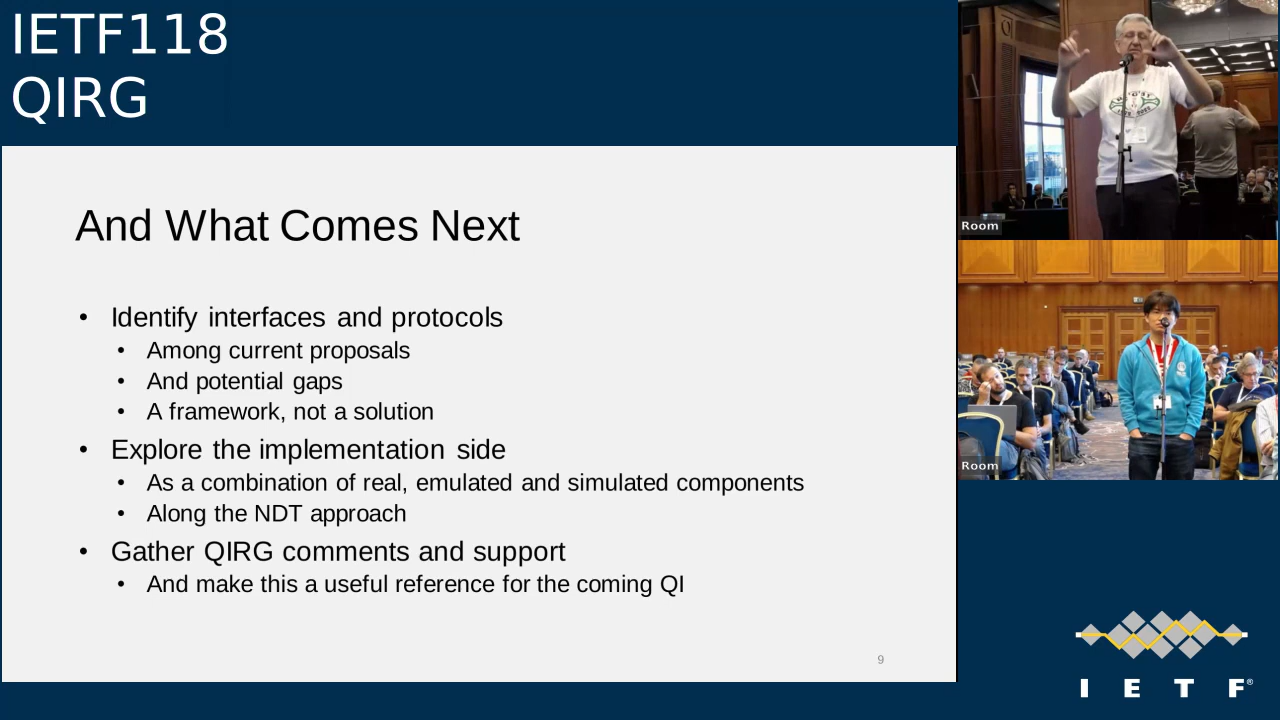 IETF118
QIRG
And What Comes Next
• Identify interfaces and protocols
• Among current proposals
• And potential gaps
• A framework, not a solution
• Explore the implementation side
• As a combination of real, emulated and simulated components
• Along the NDT approach
• Gather QIRG comments and support
• And make this a useful reference for the coming QI
9
Room
Room
I E T F®